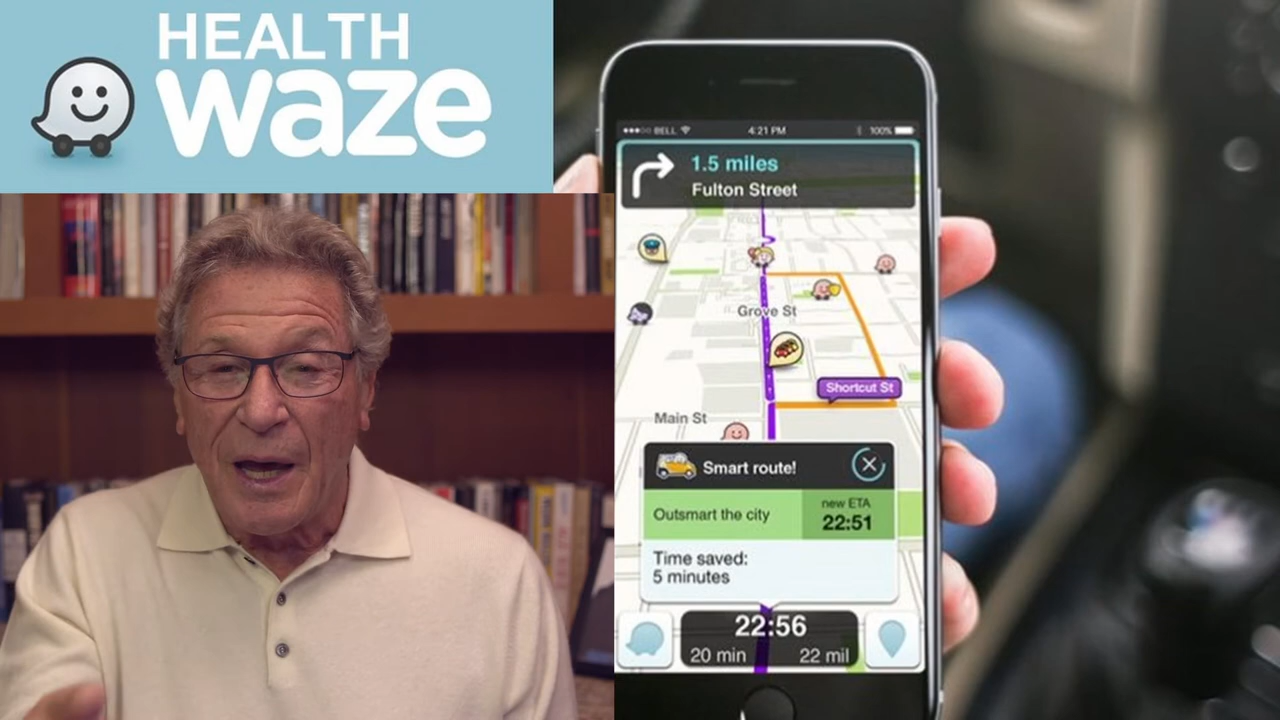 HEALTH
waze
BELL
4:21 PM
100%
1.5 miles
Fulton Street
Grove St
Shortcut St
Main St
Smart route!
Outsmart the city
new ETA
22:51
Time saved:
5 minutes
22:56
20 min
22 mil